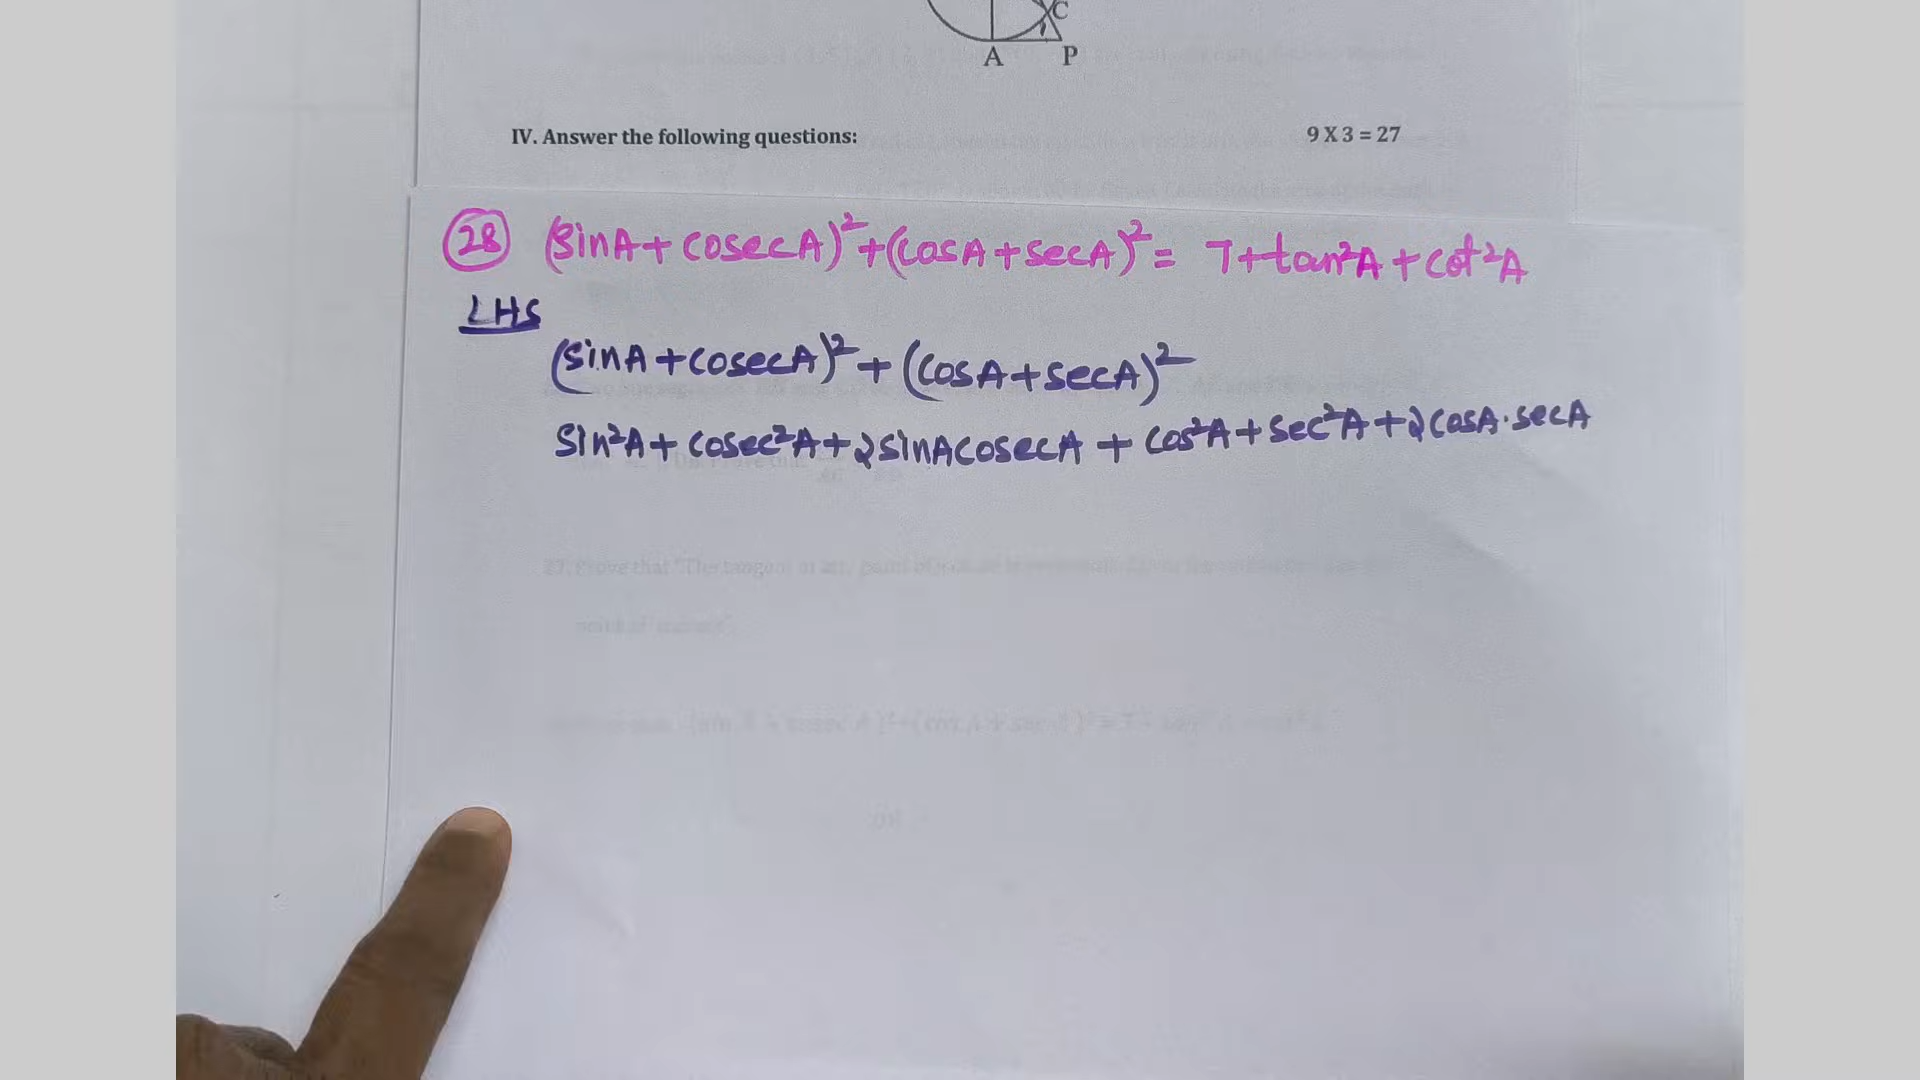 C
A P
IV. Answer the following questions: 9 X 3 = 27
28 (sinA + cosecA)² + (cosA + secA)² = 7 + tan²A + cot²A
LHS
(sinA + cosecA)² + (cosA + secA)²
sin²A + cosec²A + 2sinAcosecA + cos²A + sec²A + 2cosA·secA